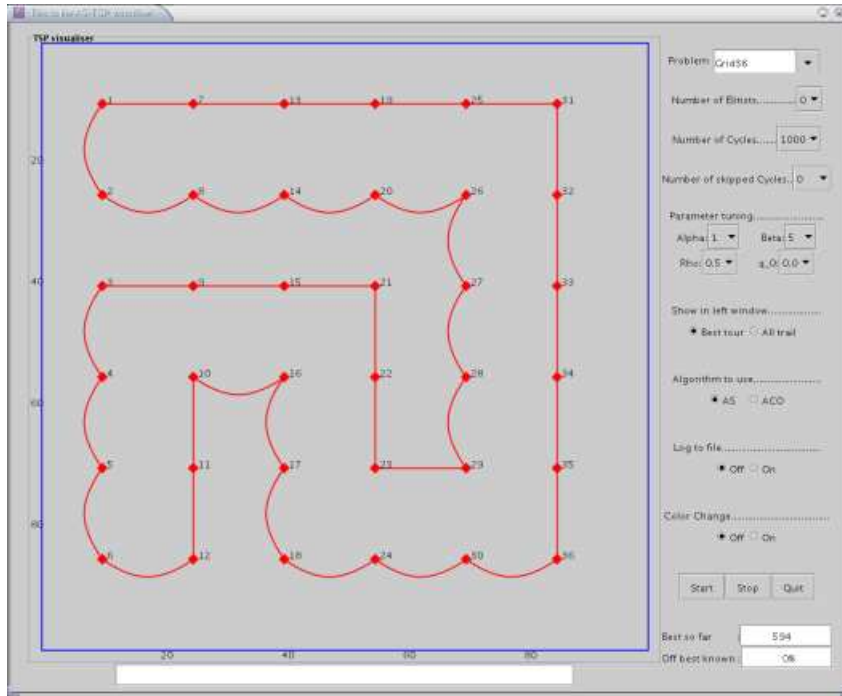 TSP visualiser
1 7 13 19 25 31
20
2 8 14 20 26 32
40
3 9 15 21 27 33
4 10 16 22 28 34
60
5 11 17 23 29 35
80
6 12 18 24 30 36
20 40 60 80
Problem: Grid36
Number of Elitists.......... 0
Number of Cycles...... 1000
Number of skipped Cycles.. 0
Parameter tuning....................
Alpha: 1 Beta: 5
Rho: 0.5 q_0: 0.0
Show in left window...............
Best tour All trail
Algorithm to use...................
AS ACO
Log to file............................
Off On
Color Change..........................
Off On
Start Stop Quit
Best so far : 594
Off best known : 0%